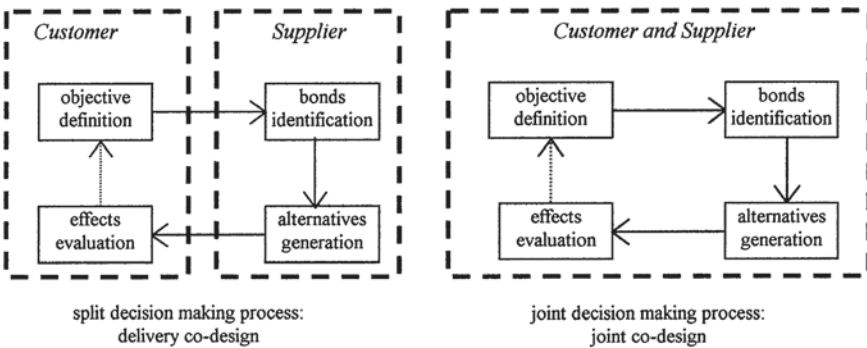 Customer
Supplier
objective
definition
bonds
identification
effects
evaluation
alternatives
generation
split decision making process:
delivery co-design
Customer and Supplier
objective
definition
bonds
identification
effects
evaluation
alternatives
generation
joint decision making process:
joint co-design